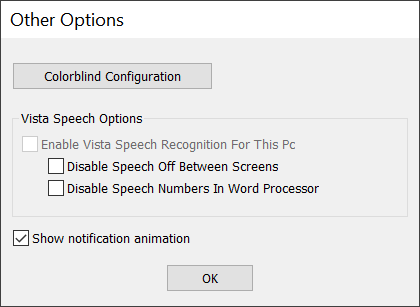 Other Options
Colorblind Configuration
Vista Speech Options
Enable Vista Speech Recognition For This Pc
Disable Speech Off Between Screens
Disable Speech Numbers In Word Processor
Show notification animation
OK